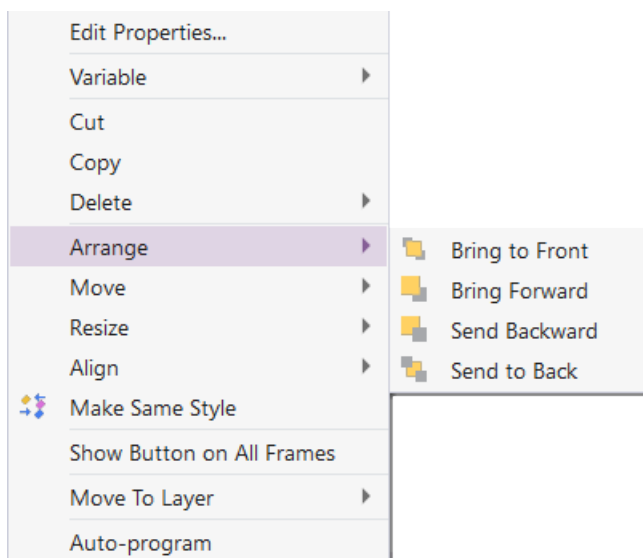 Edit Properties...
Variable
Cut
Copy
Delete
Arrange
Bring to Front
Move
Bring Forward
Resize
Send Backward
Align
Send to Back
Make Same Style
Show Button on All Frames
Move To Layer
Auto-program